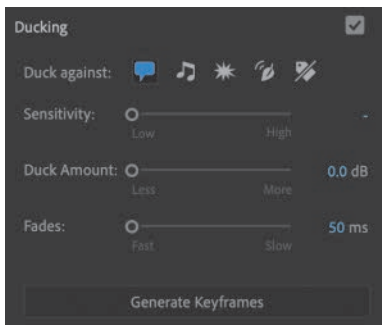 Ducking
Duck against:
Sensitivity: -
Low High
Duck Amount: 0.0 dB
Less More
Fades: 50 ms
Fast Slow
Generate Keyframes